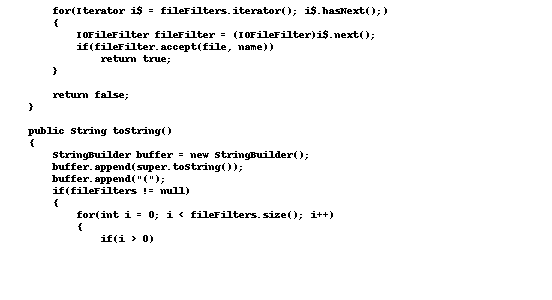 for(Iterator i$ = fileFilters.iterator(); i$.hasNext();)
{
IOFileFilter fileFilter = (IOFileFilter)i$.next();
if(fileFilter.accept(file, name))
return true;
}
return false;
}
public String toString()
{
StringBuilder buffer = new StringBuilder();
buffer.append(super.toString());
buffer.append("(");
if(fileFilters != null)
{
for(int i = 0; i < fileFilters.size(); i++)
{
if(i > 0)